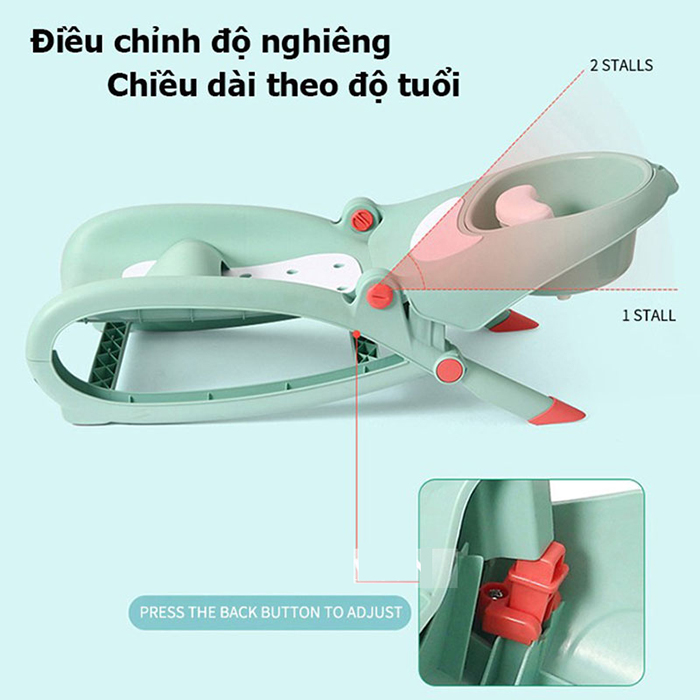 Điều chỉnh độ nghiêng
Chiều dài theo độ tuổi
2 STALLS
1 STALL
PRESS THE BACK BUTTON TO ADJUST